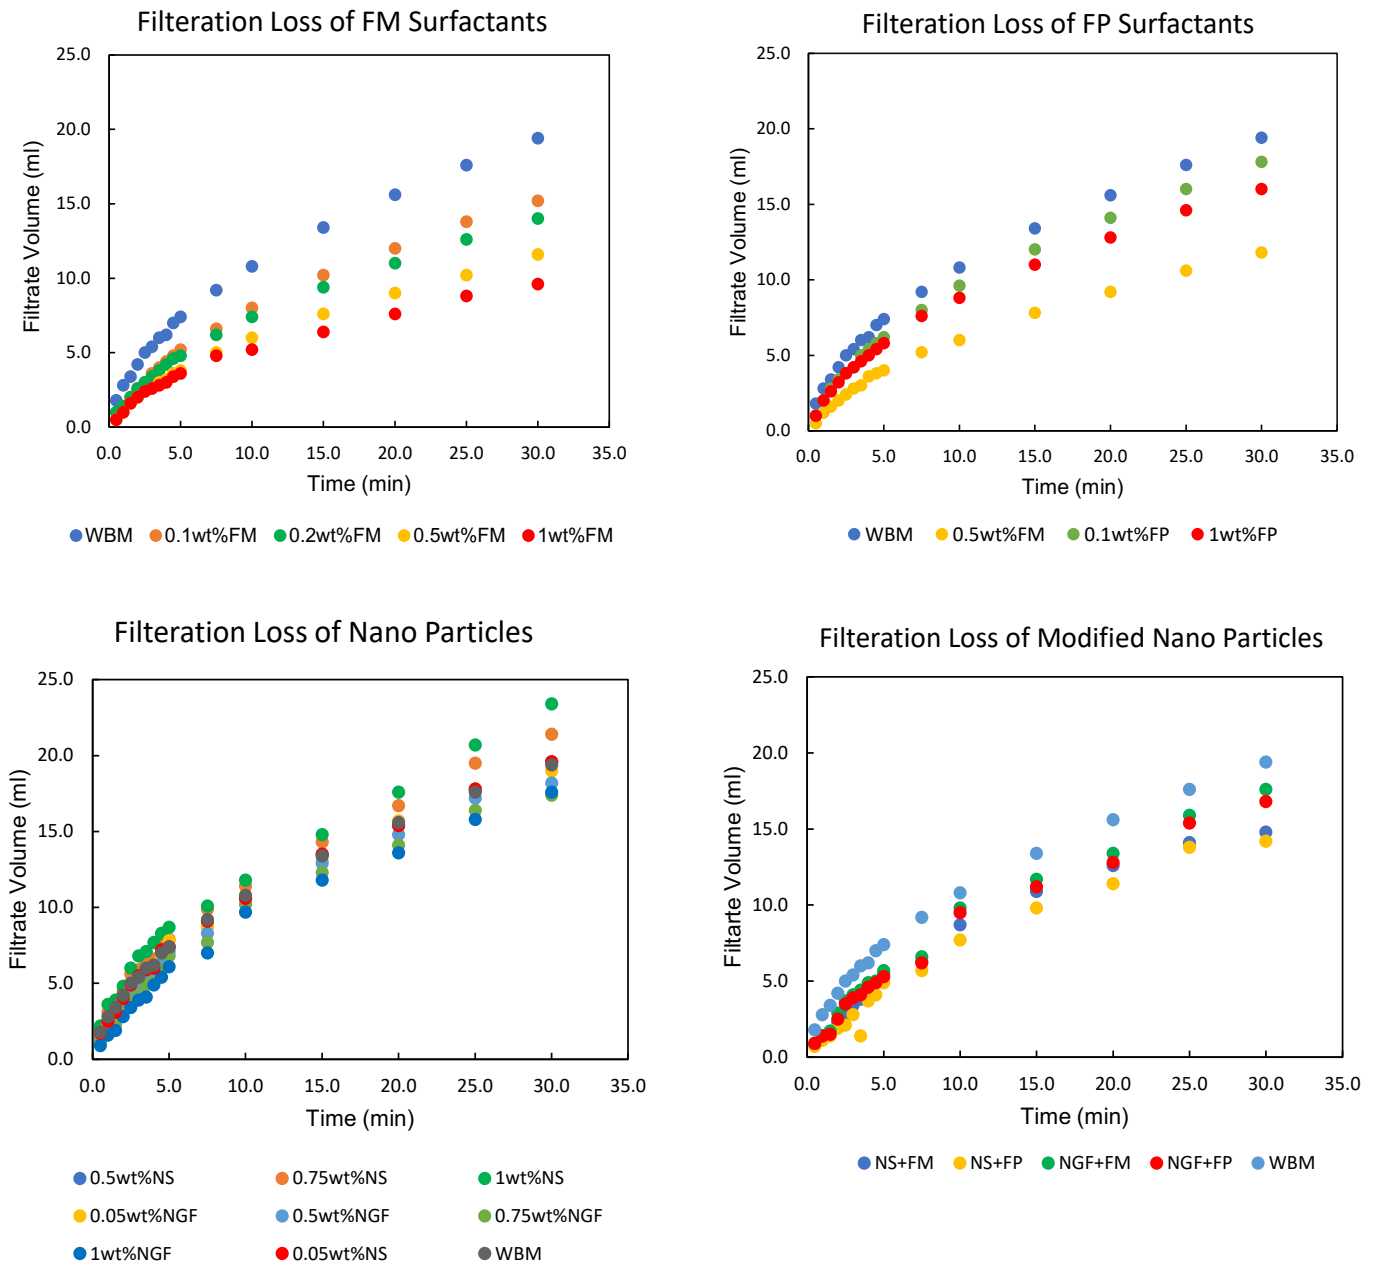 Filteration Loss of FM Surfactants
25.0
20.0
15.0
10.0
5.0
0.0
Filtrate Volume (ml)
0.0 5.0 10.0 15.0 20.0 25.0 30.0 35.0
Time (min)
WBM 0.1wt%FM 0.2wt%FM 0.5wt%FM 1wt%FM
Filteration Loss of FP Surfactants
25.0
20.0
15.0
10.0
5.0
0.0
Filtrate Volume (ml)
0.0 5.0 10.0 15.0 20.0 25.0 30.0 35.0
Time (min)
WBM 0.5wt%FM 0.1wt%FP 1wt%FP
Filteration Loss of Nano Particles
25.0
20.0
15.0
10.0
5.0
0.0
Filtrate Volume (ml)
0.0 5.0 10.0 15.0 20.0 25.0 30.0 35.0
Time (min)
0.5wt%NS 0.75wt%NS 1wt%NS
0.05wt%NGF 0.5wt%NGF 0.75wt%NGF
1wt%NGF 0.05wt%NS WBM
Filteration Loss of Modified Nano Particles
25.0
20.0
15.0
10.0
5.0
0.0
Filtarte Volume (ml)
0.0 5.0 10.0 15.0 20.0 25.0 30.0 35.0
Time (min)
NS+FM NS+FP NGF+FM NGF+FP WBM